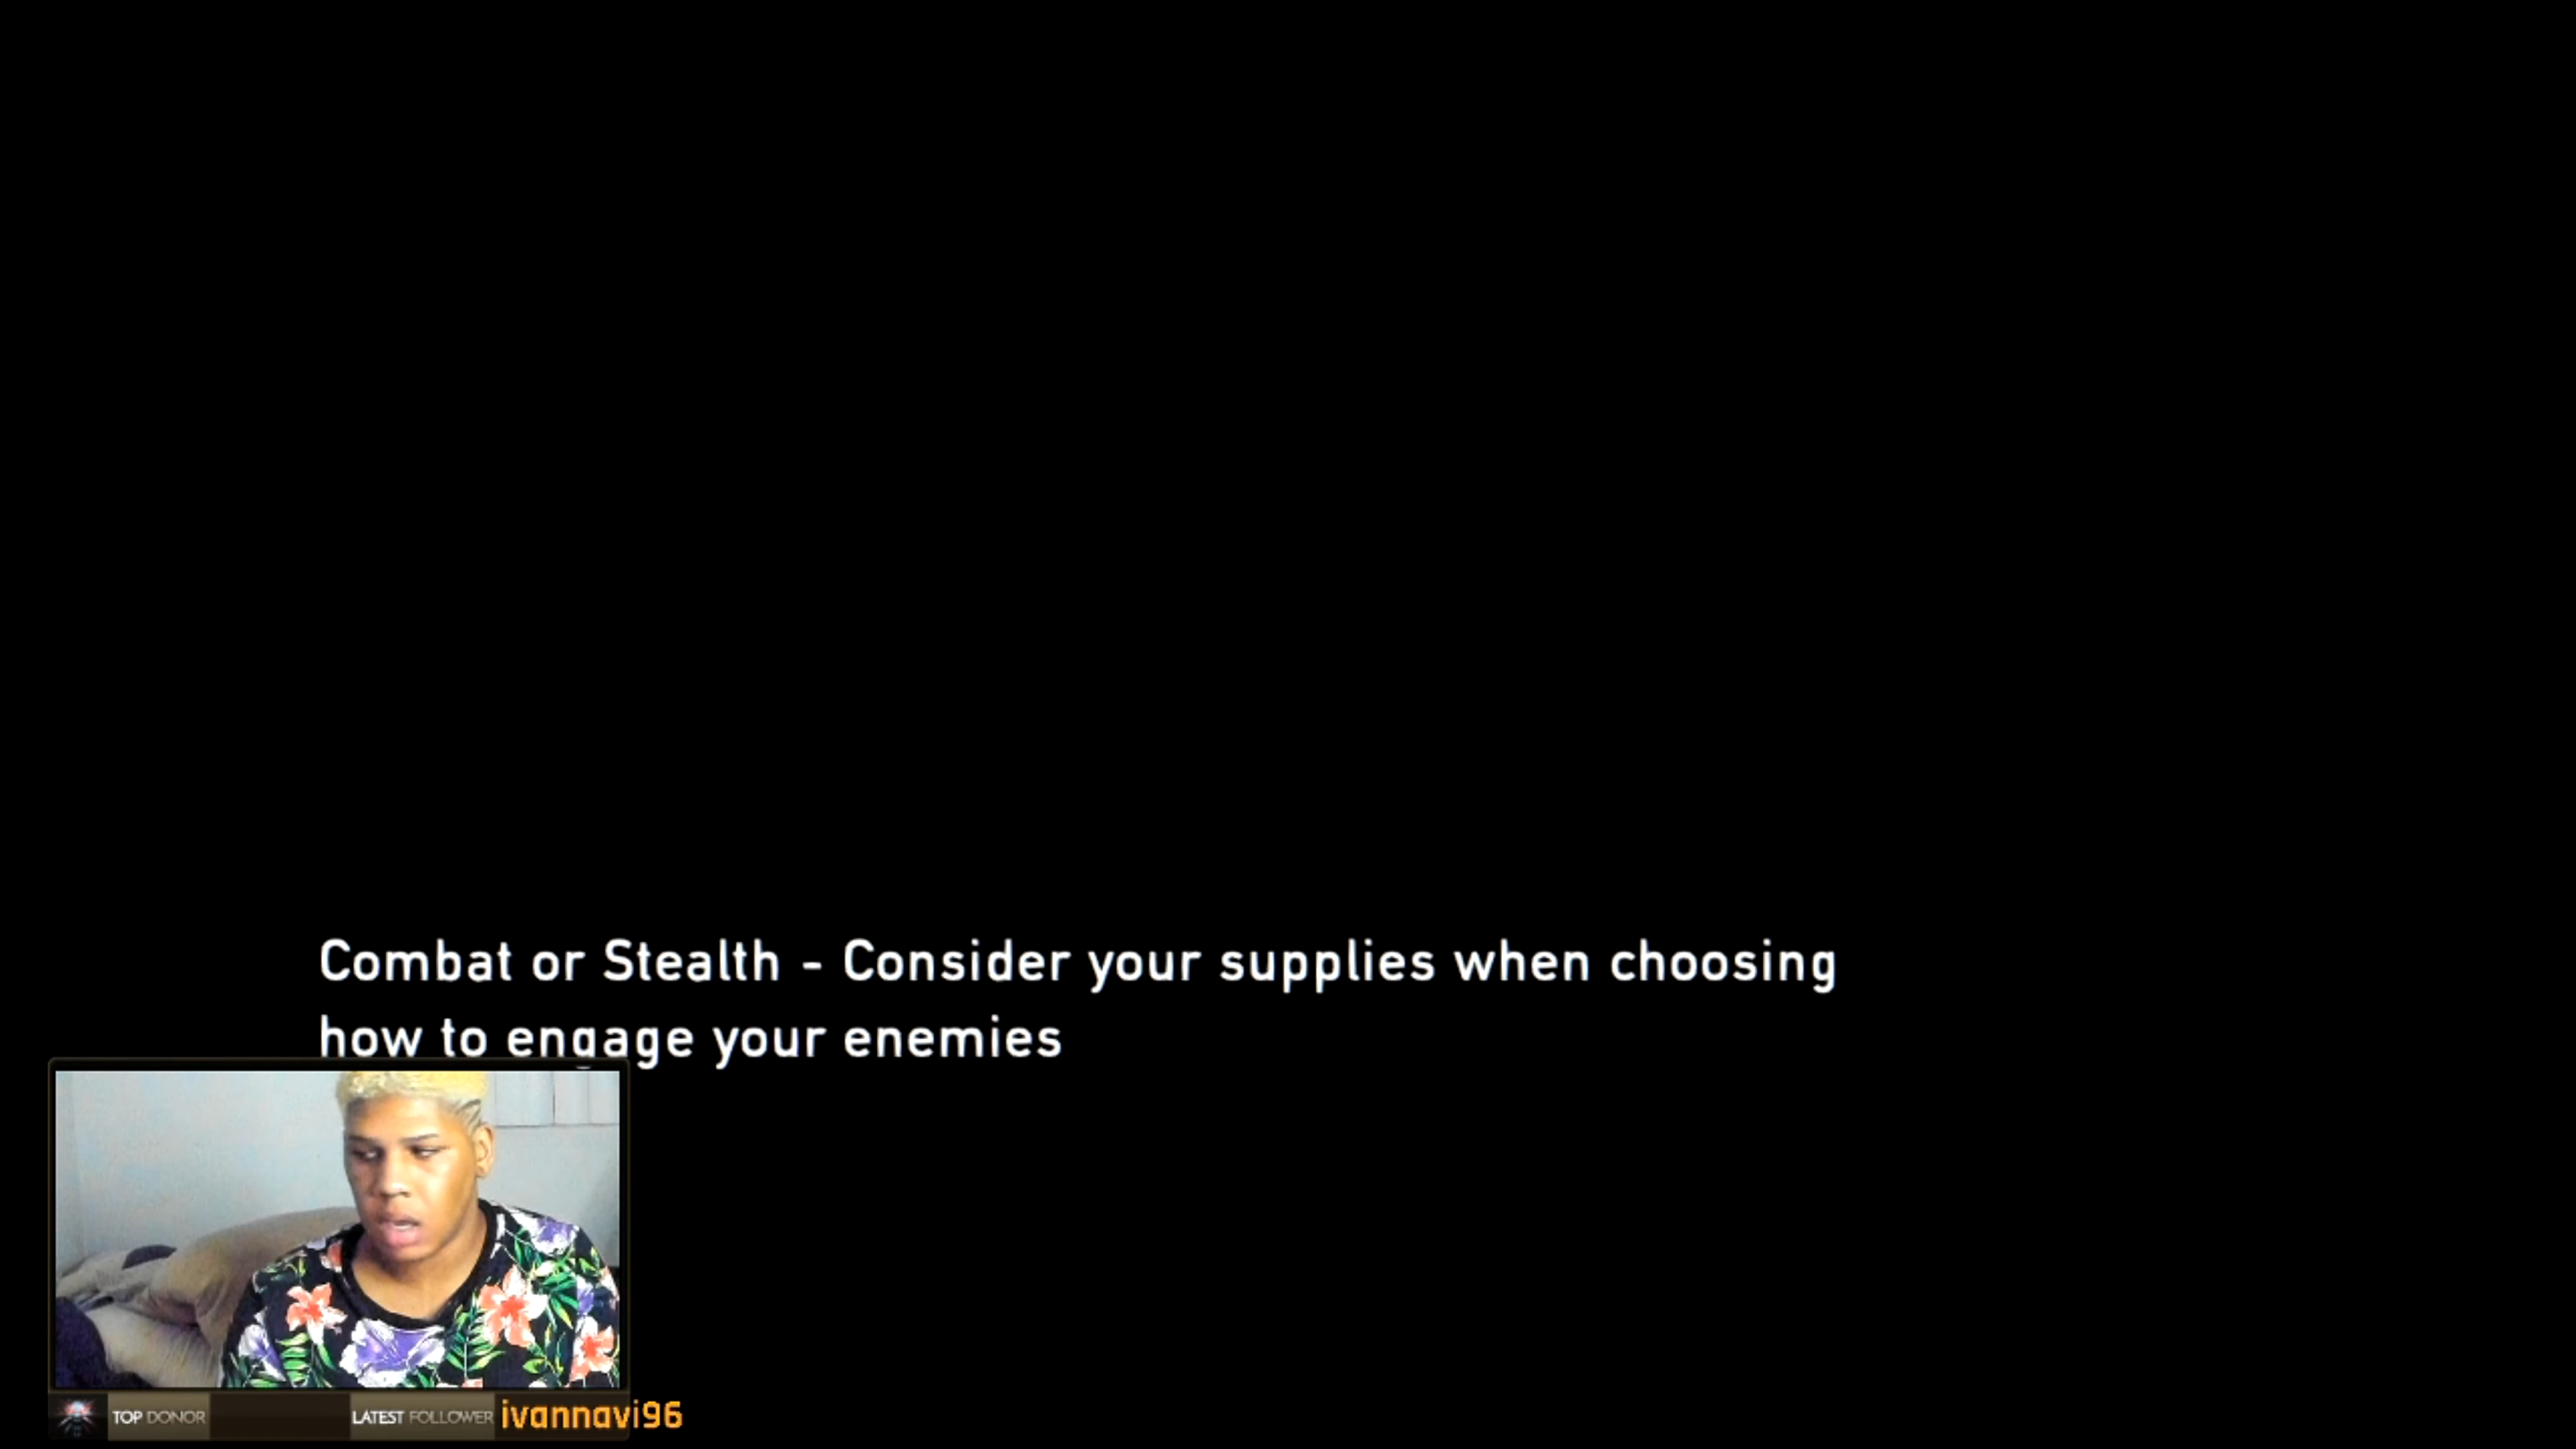 Combat or Stealth - Consider your supplies when choosing
how to engage your enemies
TOP DONOR
LATEST FOLLOWER ivannavi96